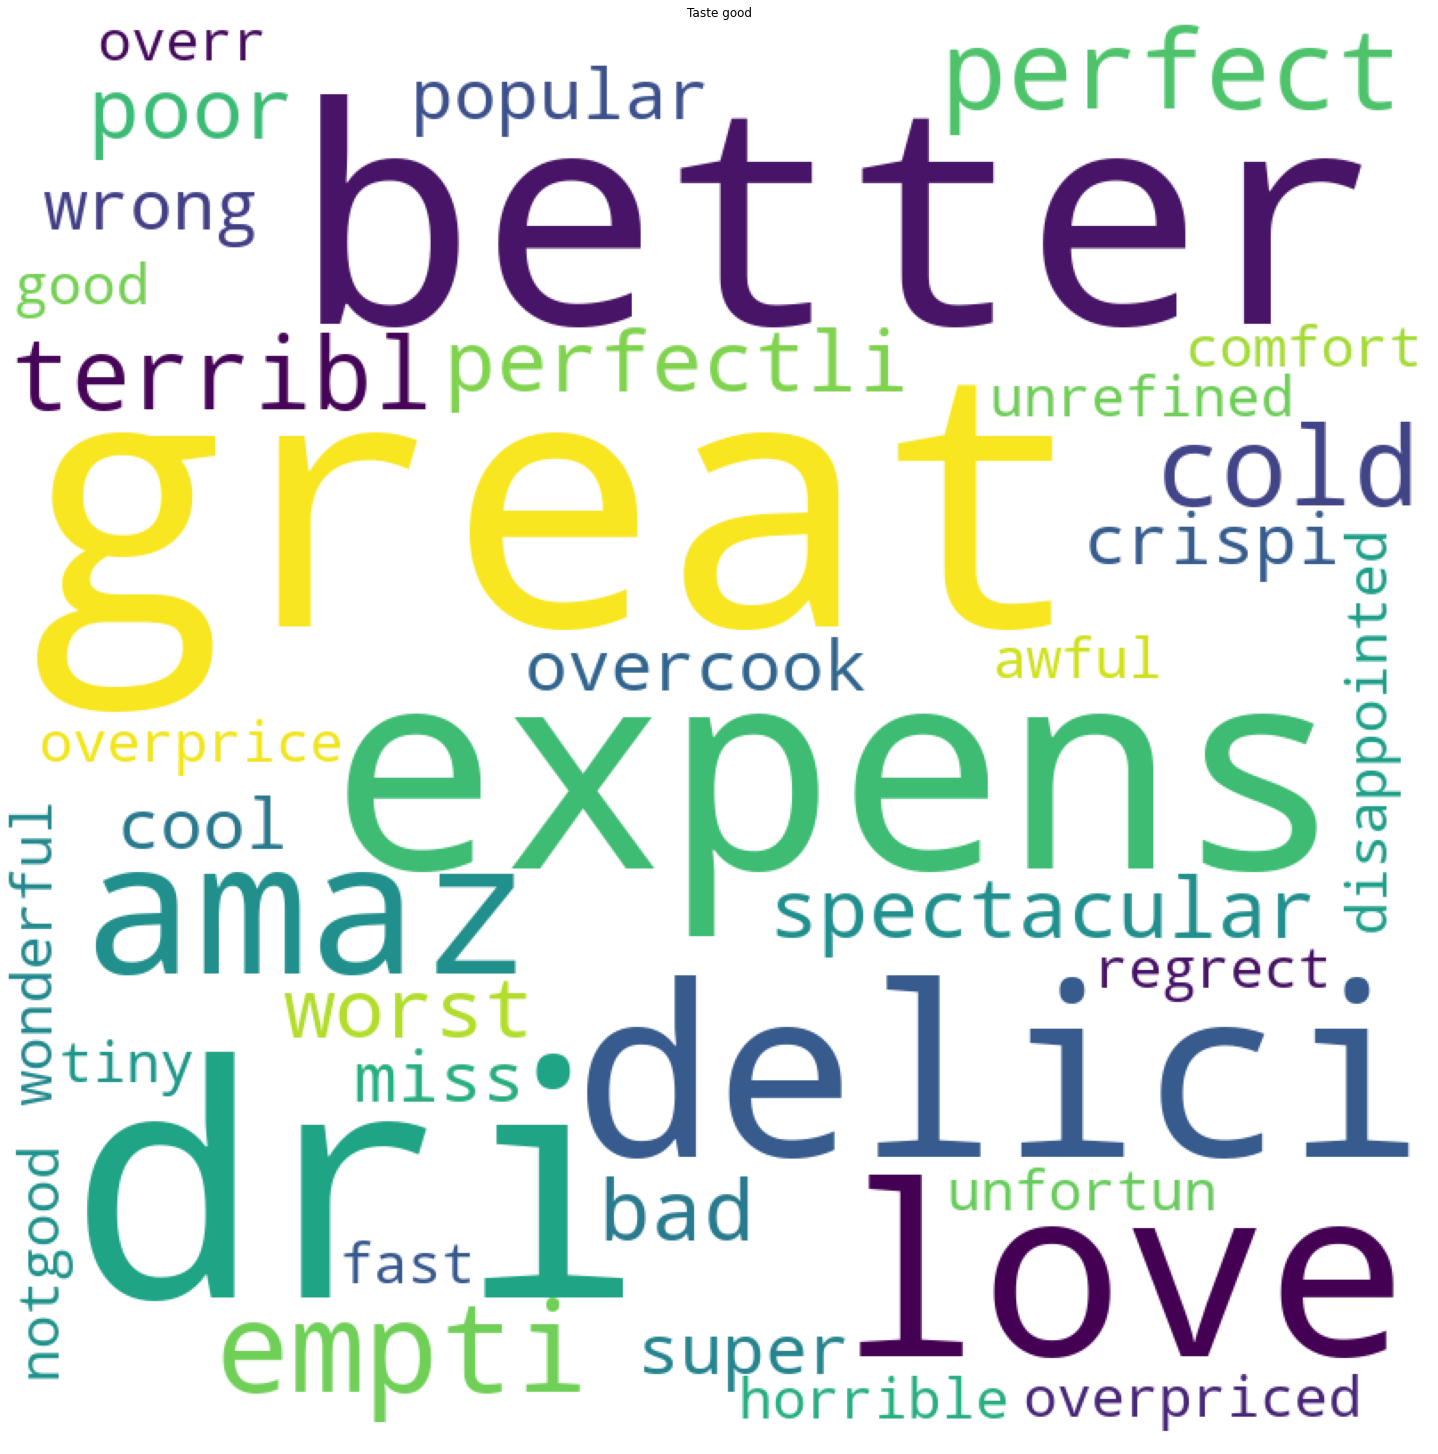 Taste good
overr
perfect
poor
popular
better
wrong
good
terribl
perfectli
comfort
unrefined
great
cold
crispi
disappointed
overcook
awful
overprice
expens
cool
wonderful
amaz
spectacular
regrect
worst
delici
tiny
miss
dri
notgood
bad
unfortun
love
fast
empti
super
horrible
overpriced